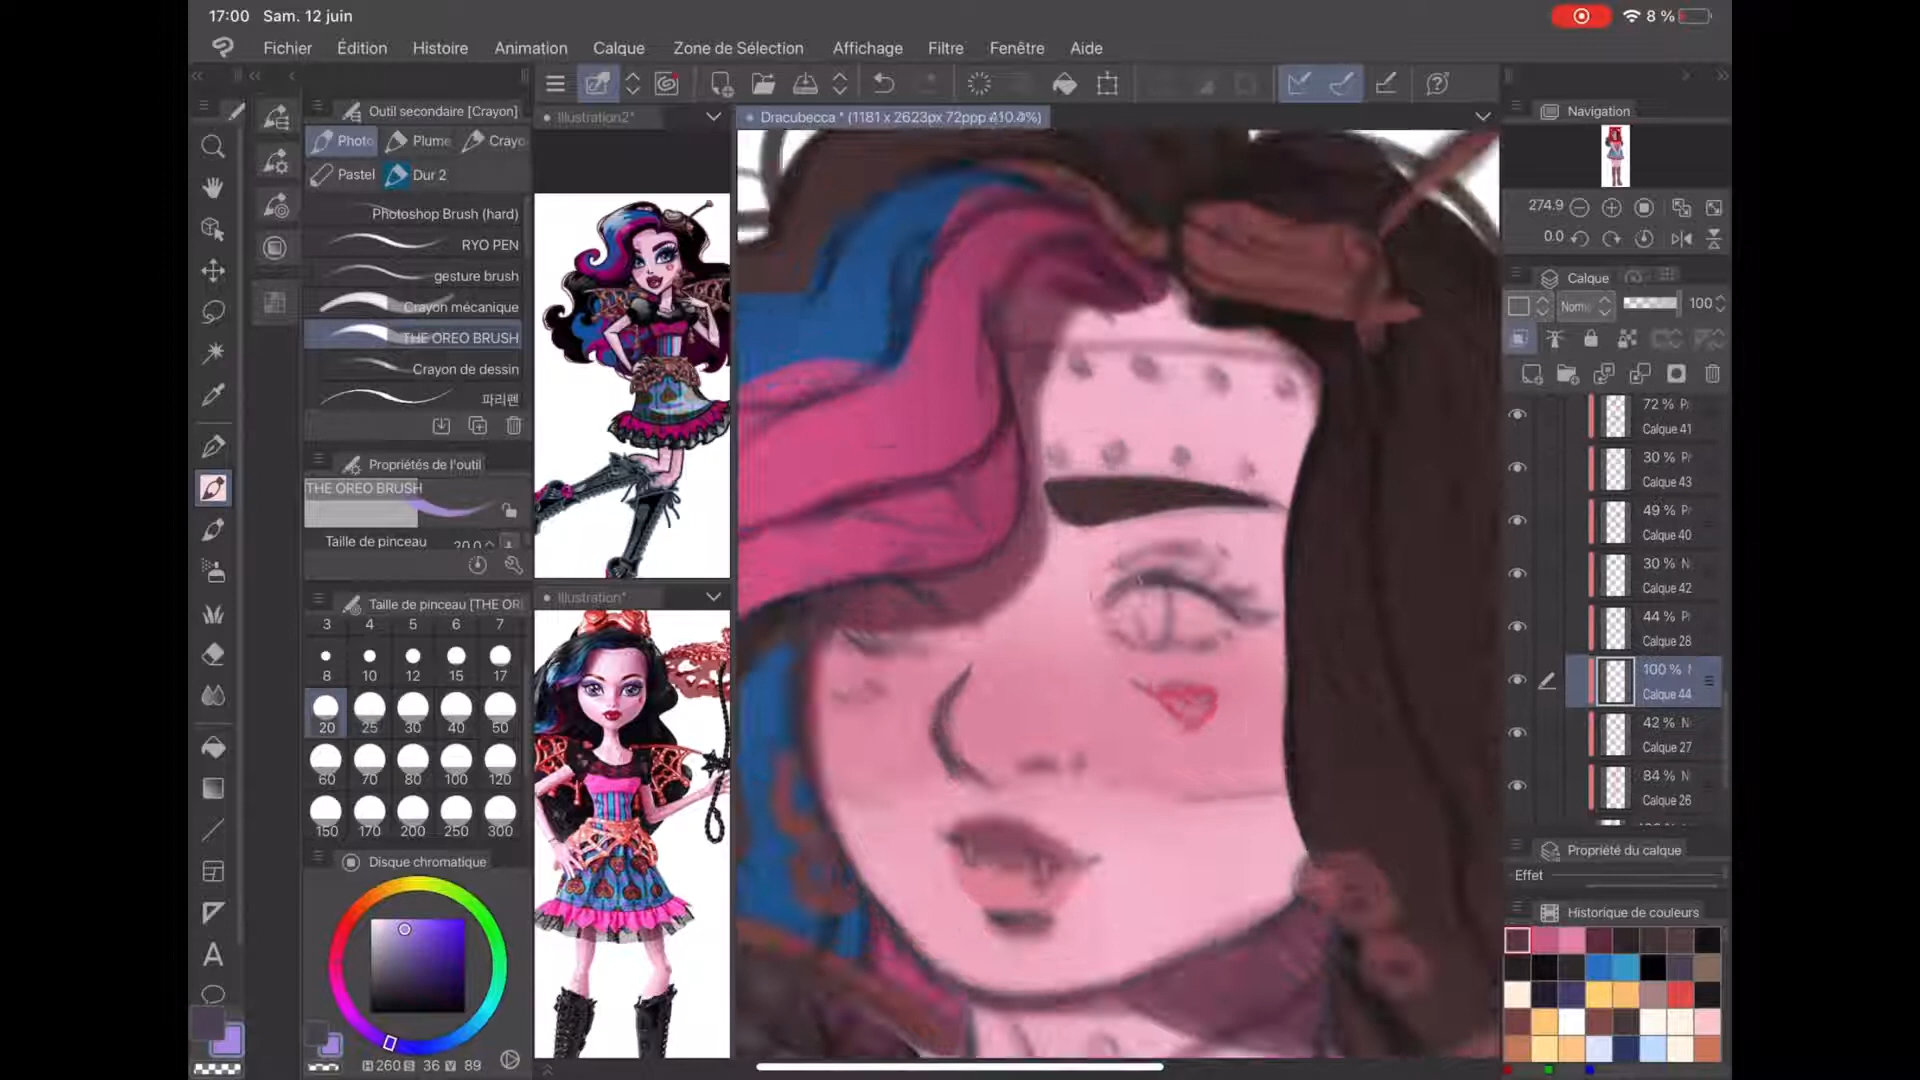 17:00 Sam. 12 juin
8 %
Fichier Édition Histoire Animation Calque Zone de Sélection Affichage Filtre Fenêtre Aide
Outil secondaire [Crayon]
Photo Plume Crayo
Pastel Dur 2
Photoshop Brush (hard)
RYO PEN
gesture brush
Crayon mécanique
THE OREO BRUSH
Crayon de dessin
파리펜
Propriétés de l'outil
THE OREO BRUSH
Taille de pinceau 20.0
Taille de pinceau [THE ORE
3 4 5 6 7
8 10 12 15 17
20 25 30 40 50
60 70 80 100 120
150 170 200 250 300
Disque chromatique
H 260 S 36 V 89
Illustration2*
Dracubecca * (1181 x 2623px 72ppp 410.0%)
Illustration*
Navigation
274.9
0.0
Calque
Norma 100
72 %
Calque 41
30 %
Calque 43
49 %
Calque 40
30 % N
Calque 42
44 %
Calque 28
100 %
Calque 44
42 % N
Calque 27
84 % N
Calque 26
Propriété du calque
Effet
Historique de couleurs